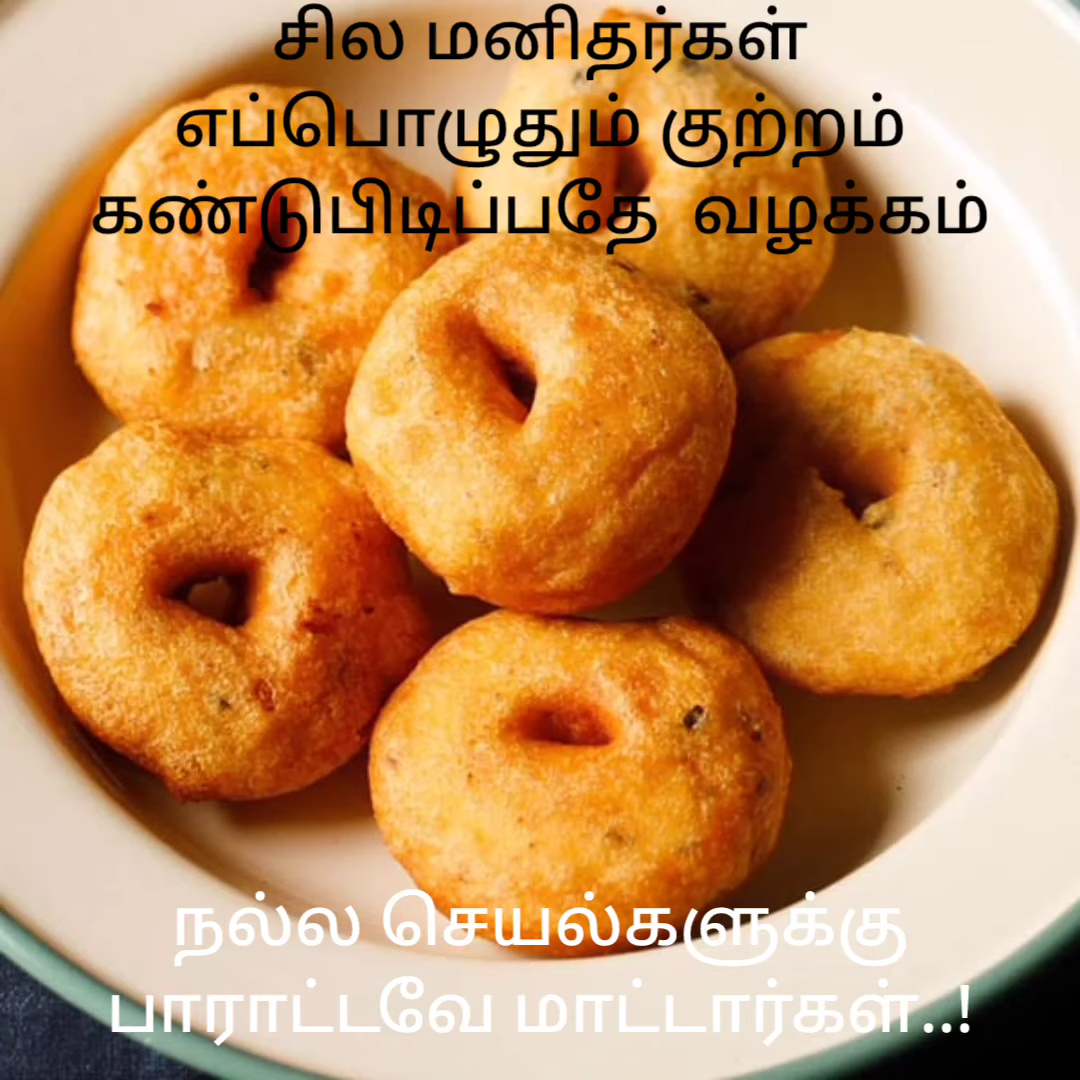 சில மனிதர்கள்
எப்பொழுதும் குற்றம்
கண்டுபிடிப்பதே வழக்கம்
நல்ல செயல்களுக்கு
பாராட்டவே மாட்டார்கள்..!